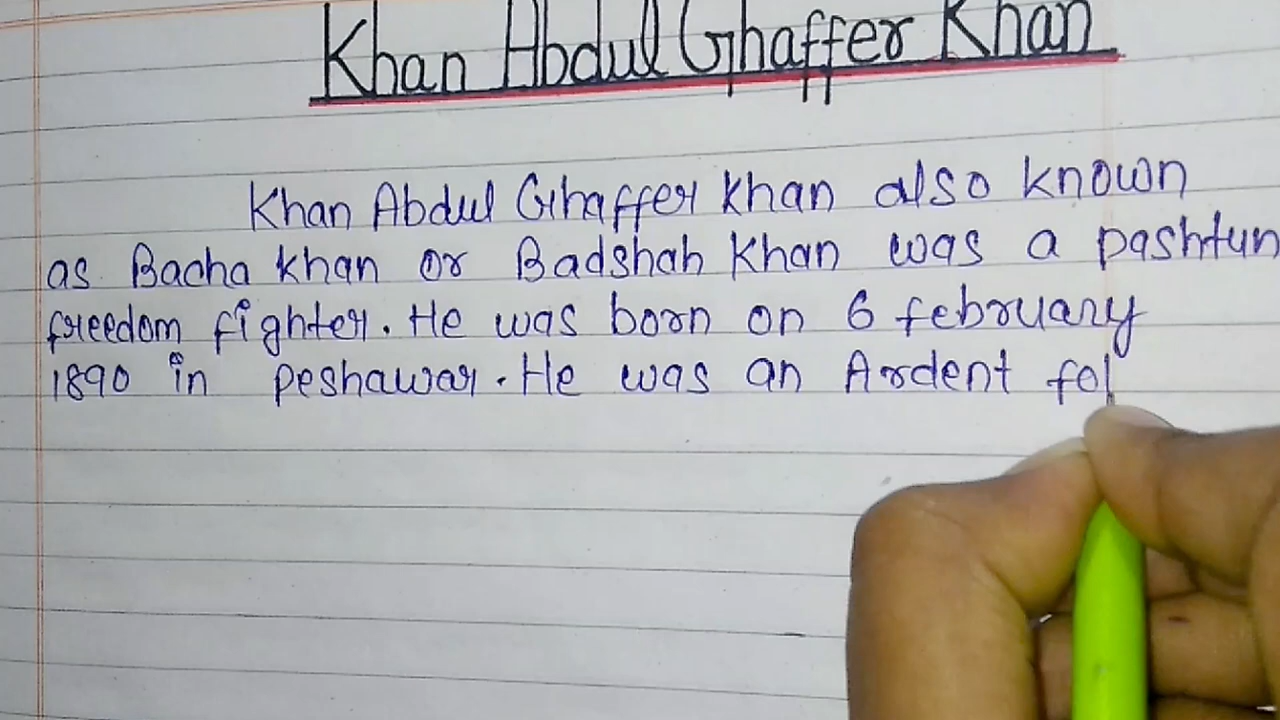 Khan Abdul Ghaffer Khan
Khan Abdul Ghaffer Khan also known
as Bacha khan or Badshah Khan was a pashtun
freedom fighter. He was born on 6 february
1890 in peshawar. He was an Ardent fol